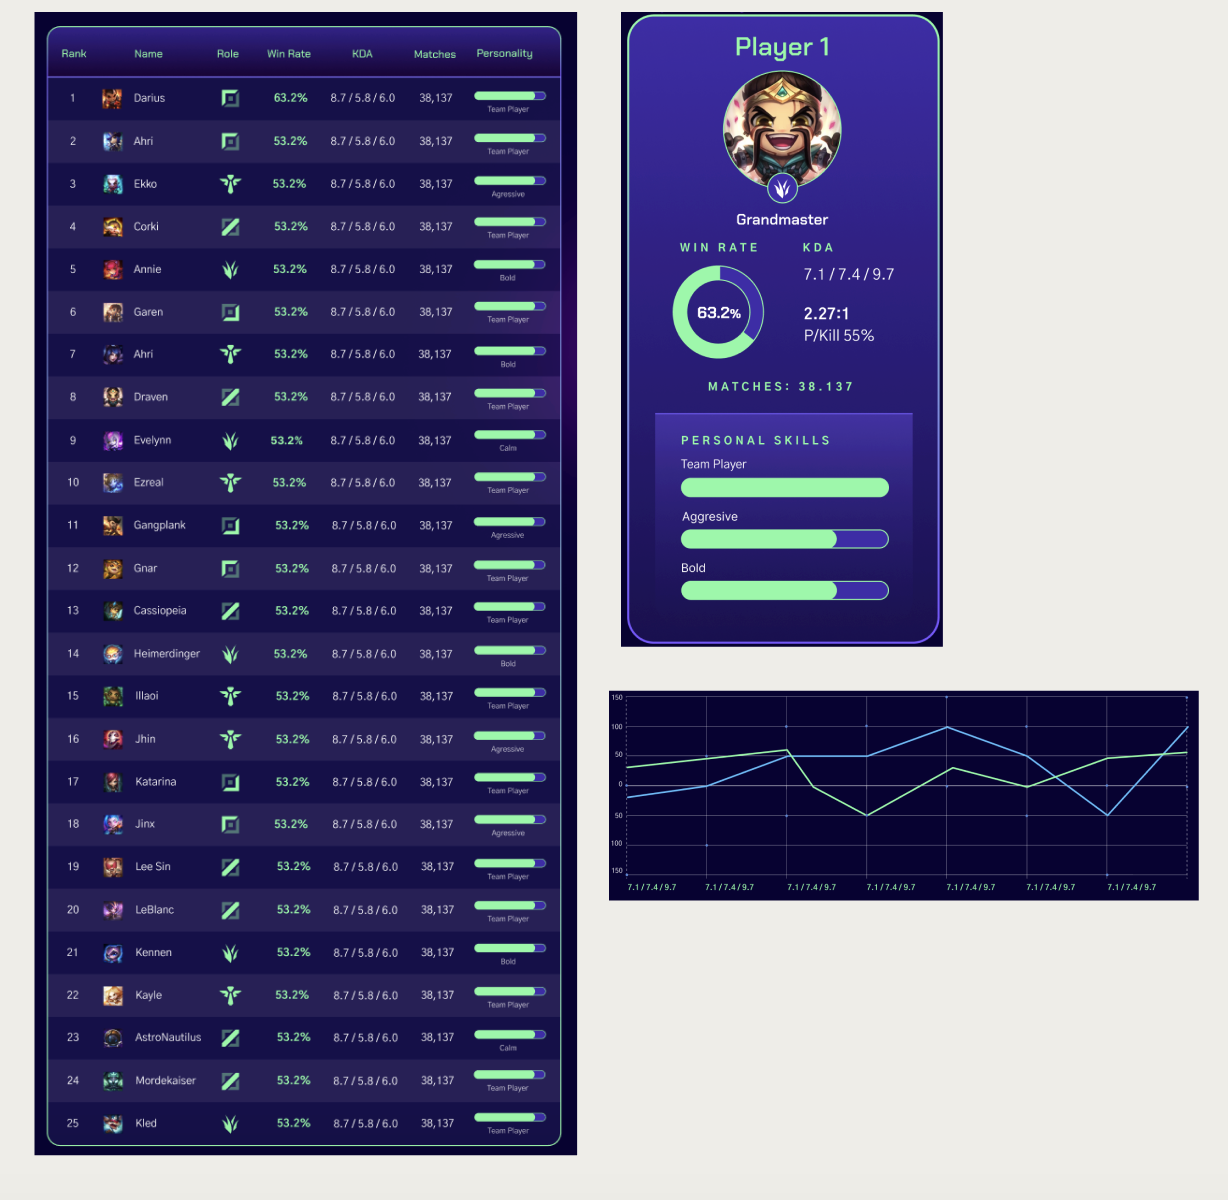 Rank Name Role Win Rate KDA Matches Personality
1 Darius 63.2% 8.7 / 5.8 / 6.0 38,137 Team Player
2 Ahri 53.2% 8.7 / 5.8 / 6.0 38,137 Team Player
3 Ekko 53.2% 8.7 / 5.8 / 6.0 38,137 Agressive
4 Corki 53.2% 8.7 / 5.8 / 6.0 38,137 Team Player
5 Annie 53.2% 8.7 / 5.8 / 6.0 38,137 Bold
6 Garen 53.2% 8.7 / 5.8 / 6.0 38,137 Team Player
7 Ahri 53.2% 8.7 / 5.8 / 6.0 38,137 Bold
8 Draven 53.2% 8.7 / 5.8 / 6.0 38,137 Team Player
9 Evelynn 53.2% 8.7 / 5.8 / 6.0 38,137 Calm
10 Ezreal 53.2% 8.7 / 5.8 / 6.0 38,137 Team Player
11 Gangplank 53.2% 8.7 / 5.8 / 6.0 38,137 Agressive
12 Gnar 53.2% 8.7 / 5.8 / 6.0 38,137 Team Player
13 Cassiopeia 53.2% 8.7 / 5.8 / 6.0 38,137 Team Player
14 Heimerdinger 53.2% 8.7 / 5.8 / 6.0 38,137 Bold
15 Illaoi 53.2% 8.7 / 5.8 / 6.0 38,137 Team Player
16 Jhin 53.2% 8.7 / 5.8 / 6.0 38,137 Agressive
17 Katarina 53.2% 8.7 / 5.8 / 6.0 38,137 Team Player
18 Jinx 53.2% 8.7 / 5.8 / 6.0 38,137 Agressive
19 Lee Sin 53.2% 8.7 / 5.8 / 6.0 38,137 Team Player
20 LeBlanc 53.2% 8.7 / 5.8 / 6.0 38,137 Team Player
21 Kennen 53.2% 8.7 / 5.8 / 6.0 38,137 Bold
22 Kayle 53.2% 8.7 / 5.8 / 6.0 38,137 Team Player
23 AstroNautilus 53.2% 8.7 / 5.8 / 6.0 38,137 Calm
24 Mordekaiser 53.2% 8.7 / 5.8 / 6.0 38,137 Team Player
25 Kled 53.2% 8.7 / 5.8 / 6.0 38,137 Team Player
Player 1
Grandmaster
WIN RATE KDA
7.1 / 7.4 / 9.7
63.2%
2.27:1
P/Kill 55%
MATCHES: 38.137
PERSONAL SKILLS
Team Player
Aggresive
Bold
150
100
50
0
50
100
150
7.1 / 7.4 / 9.7 7.1 / 7.4 / 9.7 7.1 / 7.4 / 9.7 7.1 / 7.4 / 9.7 7.1 / 7.4 / 9.7 7.1 / 7.4 / 9.7 7.1 / 7.4 / 9.7